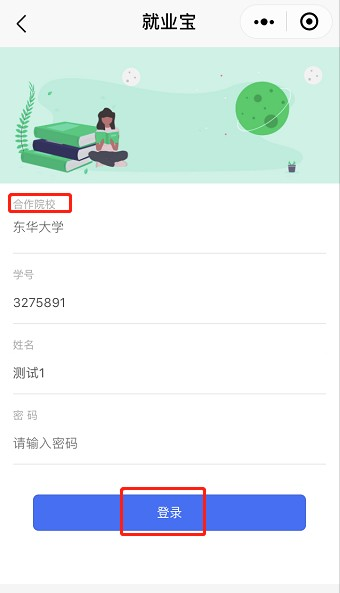 就业宝
合作院校
东华大学
学号
3275891
姓名
测试1
密 码
请输入密码
登录